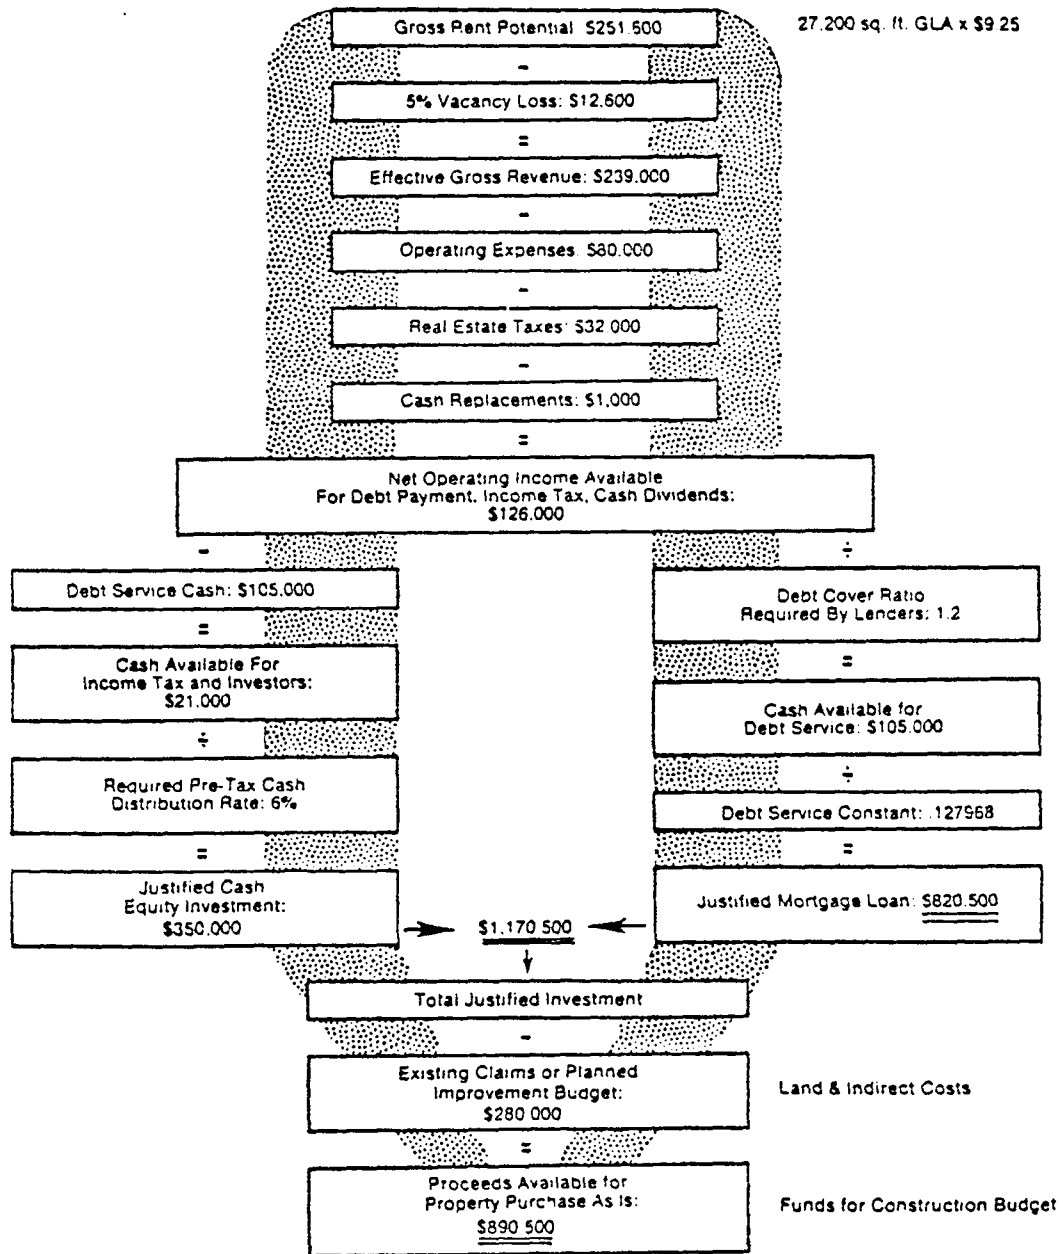 Gross Rent Potential $251.600
27.200 sq. ft. GLA x $9.25
-
5% Vacancy Loss: $12.600
=
Effective Gross Revenue: $239.000
-
Operating Expenses: $80.000
-
Real Estate Taxes: $32 000
-
Cash Replacements: $1,000
=
Net Operating Income Available
For Debt Payment, Income Tax, Cash Dividends:
$126.000
-
Debt Service Cash: $105.000
=
Cash Available For
Income Tax and Investors:
$21.000
÷
Required Pre-Tax Cash
Distribution Rate: 6%
=
Justified Cash
Equity Investment:
$350.000
÷
Debt Cover Ratio
Required By Lenders: 1.2
=
Cash Available for
Debt Service: $105.000
÷
Debt Service Constant: .127968
=
Justified Mortgage Loan: $820.500
$1,170 500
Total Justified Investment
-
Existing Claims or Planned
Improvement Budget:
$280 000
Land & Indirect Costs
=
Proceeds Available for
Property Purchase As Is:
$890 500
Funds for Construction Budget